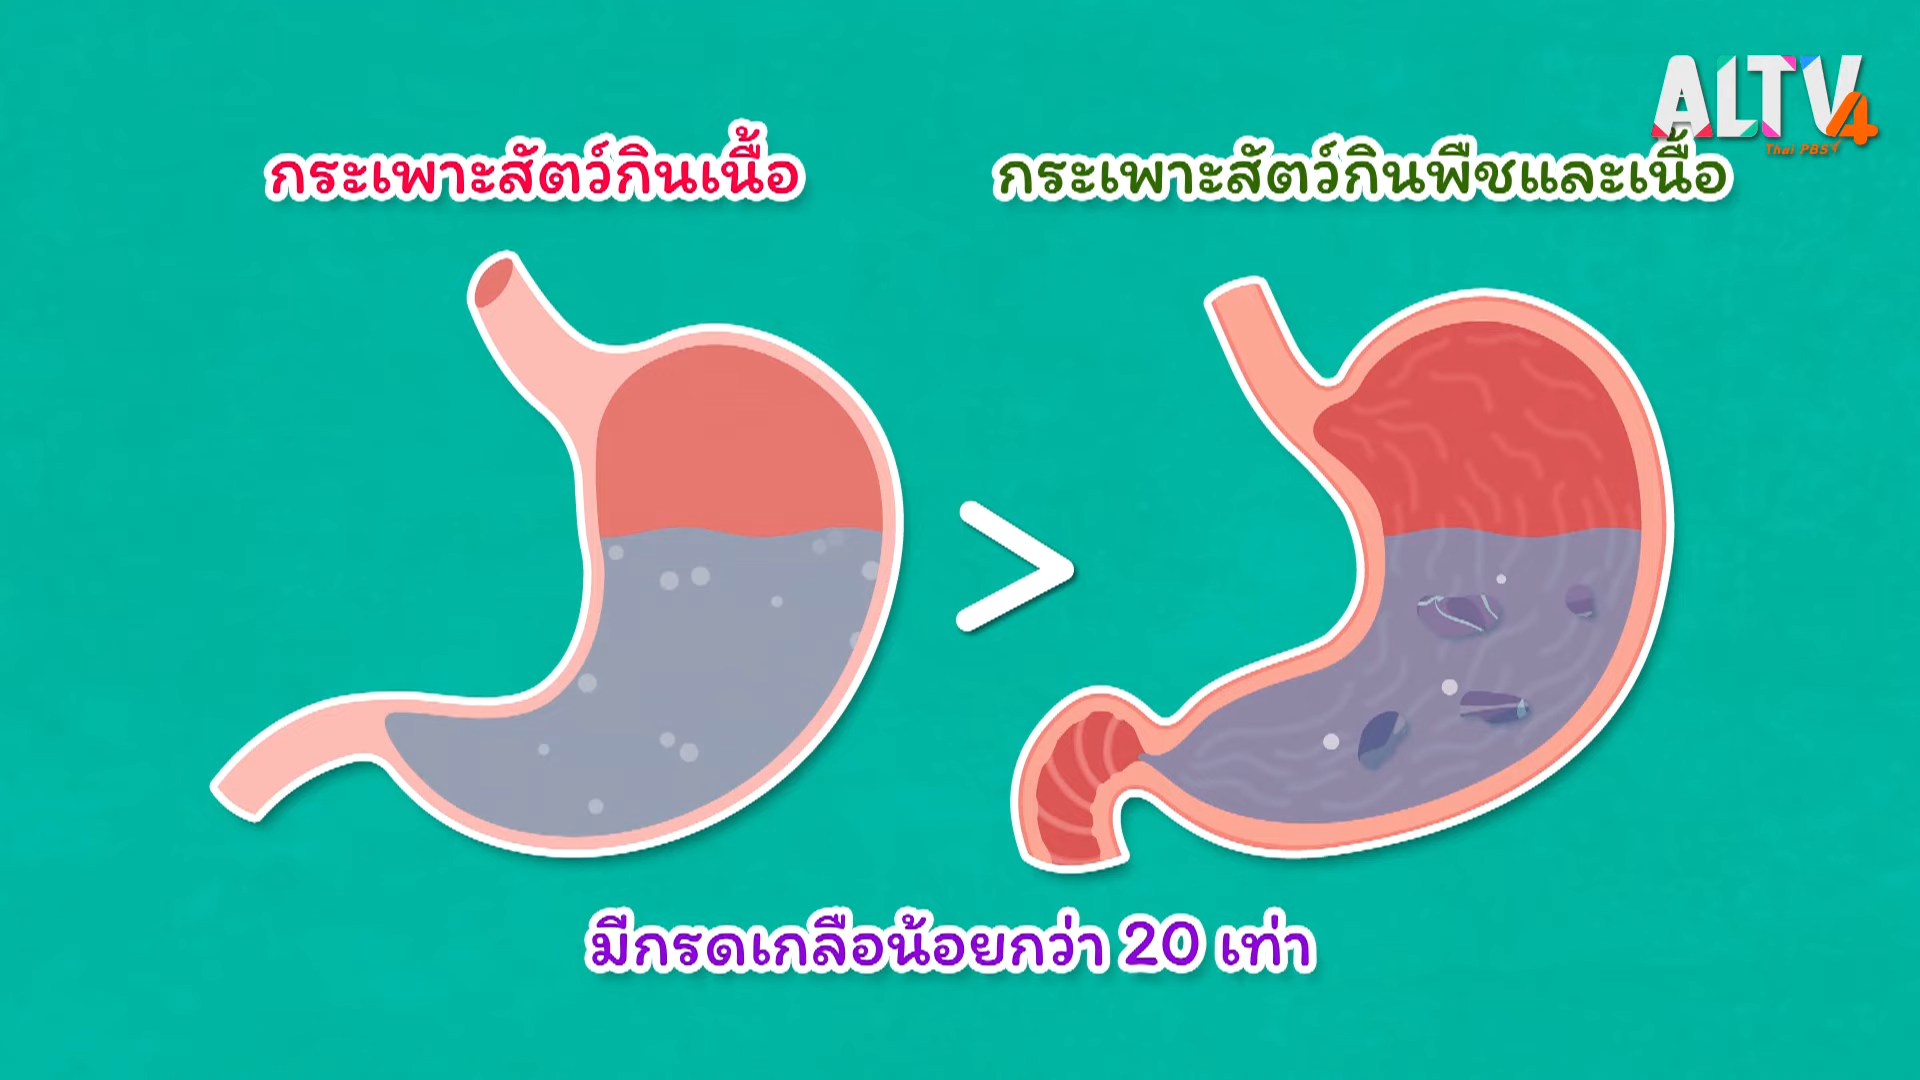 ALTV4
Thai PBS
กระเพาะสัตว์กินเนื้อ
กระเพาะสัตว์กินพืชและเนื้อ
>
มีกรดเกลือน้อยกว่า 20 เท่า